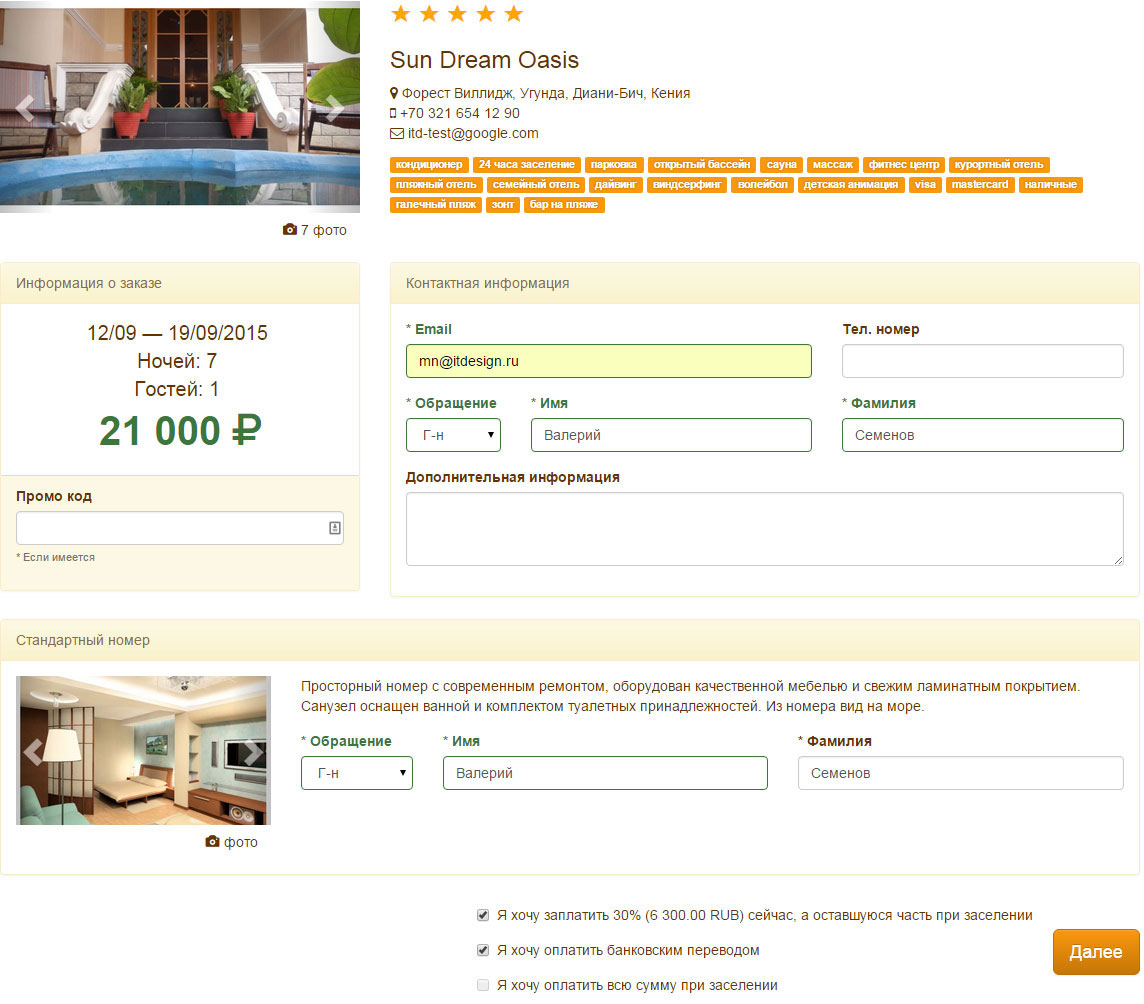 Sun Dream Oasis
Форест Виллидж, Угунда, Диани-Бич, Кения
+70 321 654 12 90
itd-test@google.com
кондиционер 24 часа заселение парковка открытый бассейн сауна массаж фитнес центр курортный отель
пляжный отель семейный отель дайвинг виндсерфинг волейбол детская анимация visa mastercard наличные
галечный пляж зонт бар на пляже
7 фото
Информация о заказе
12/09 — 19/09/2015
Ночей: 7
Гостей: 1
21 000 ₽
Промо код
* Если имеется
Контактная информация
* Email Тел. номер
mn@itdesign.ru
* Обращение * Имя * Фамилия
Г-н Валерий Семенов
Дополнительная информация
Стандартный номер
Просторный номер с современным ремонтом, оборудован качественной мебелью и свежим ламинатным покрытием.
Санузел оснащен ванной и комплектом туалетных принадлежностей. Из номера вид на море.
* Обращение * Имя * Фамилия
Г-н Валерий Семенов
фото
Я хочу заплатить 30% (6 300.00 RUB) сейчас, а оставшуюся часть при заселении
Я хочу оплатить банковским переводом
Я хочу оплатить всю сумму при заселении
Далее